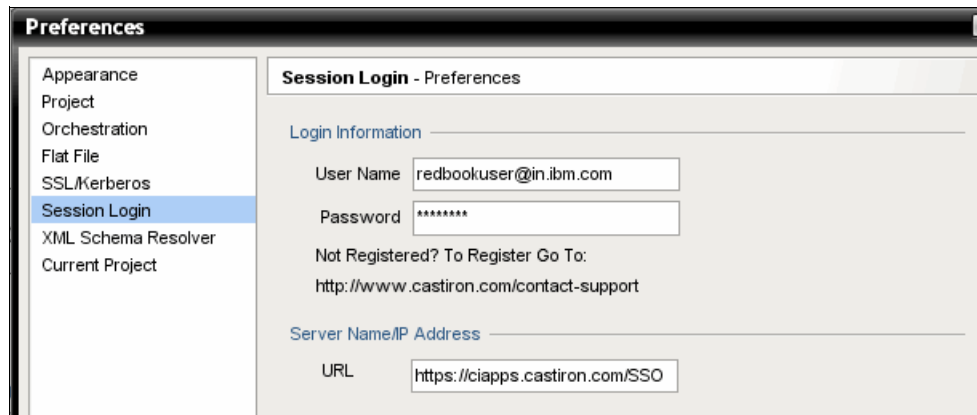 Preferences
Appearance
Project
Orchestration
Flat File
SSL/Kerberos
Session Login
XML Schema Resolver
Current Project
Session Login - Preferences
Login Information
User Name redbookuser@in.ibm.com
Password ********
Not Registered? To Register Go To:
http://www.castiron.com/contact-support
Server Name/IP Address
URL https://ciapps.castiron.com/SSO